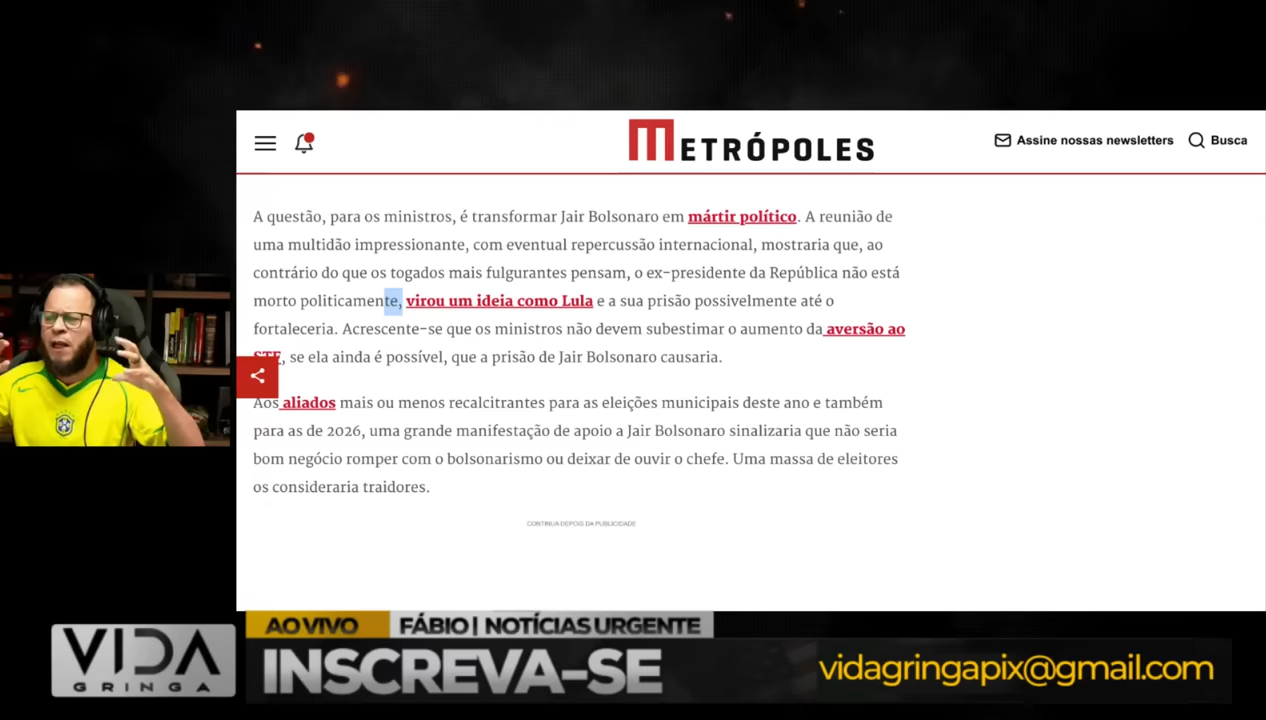 METRÓPOLES
Assine nossas newsletters
Busca
A questão, para os ministros, é transformar Jair Bolsonaro em mártir político. A reunião de
uma multidão impressionante, com eventual repercussão internacional, mostraria que, ao
contrário do que os togados mais fulgurantes pensam, o ex-presidente da República não está
morto politicamente, virou um ideia como Lula e a sua prisão possivelmente até o
fortaleceria. Acrescente-se que os ministros não devem subestimar o aumento da aversão ao
STF, se ela ainda é possível, que a prisão de Jair Bolsonaro causaria.
Aos aliados mais ou menos recalcitrantes para as eleições municipais deste ano e também
para as de 2026, uma grande manifestação de apoio a Jair Bolsonaro sinalizaria que não seria
bom negócio romper com o bolsonarismo ou deixar de ouvir o chefe. Uma massa de eleitores
os consideraria traidores.
CONTINUA DEPOIS DA PUBLICIDADE
AO VIVO
FÁBIO | NOTÍCIAS URGENTE
VIDA
GRINGA
INSCREVA-SE
vidagringapix@gmail.com